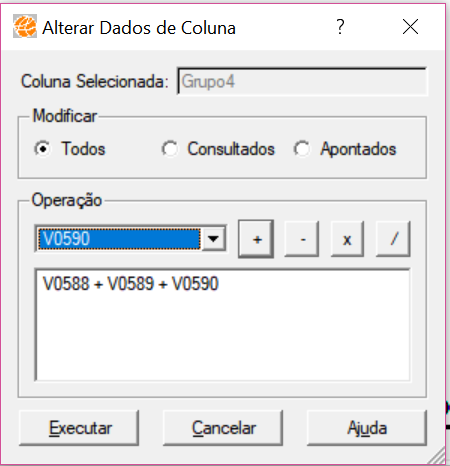 Alterar Dados de Coluna ?
Coluna Selecionada: Grupo4
Modificar
Todos Consultados Apontados
Operação
V0590 + - x /
V0588 + V0589 + V0590
Executar Cancelar Ajuda